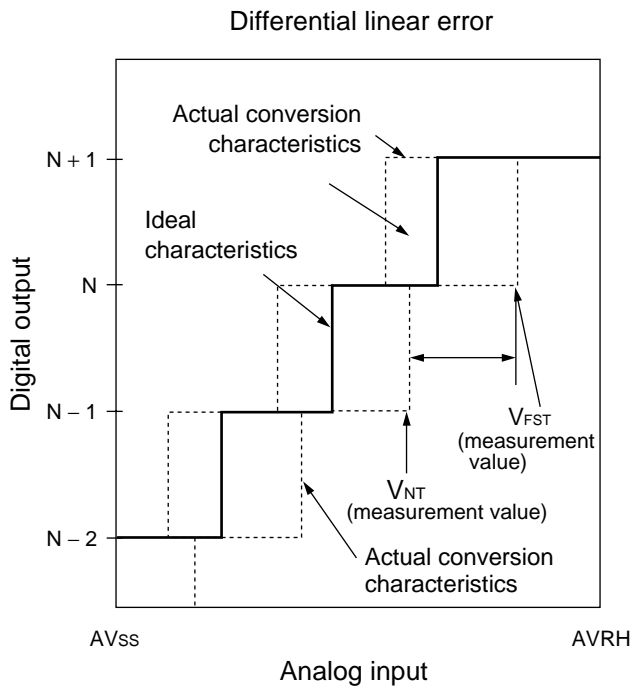 Differential linear error
Actual conversion
characteristics
N + 1
Ideal
characteristics
N
Digital output
N – 1
VFST
(measurement
value)
VNT
(measurement value)
N – 2
Actual conversion
characteristics
AVSS
AVRH
Analog input